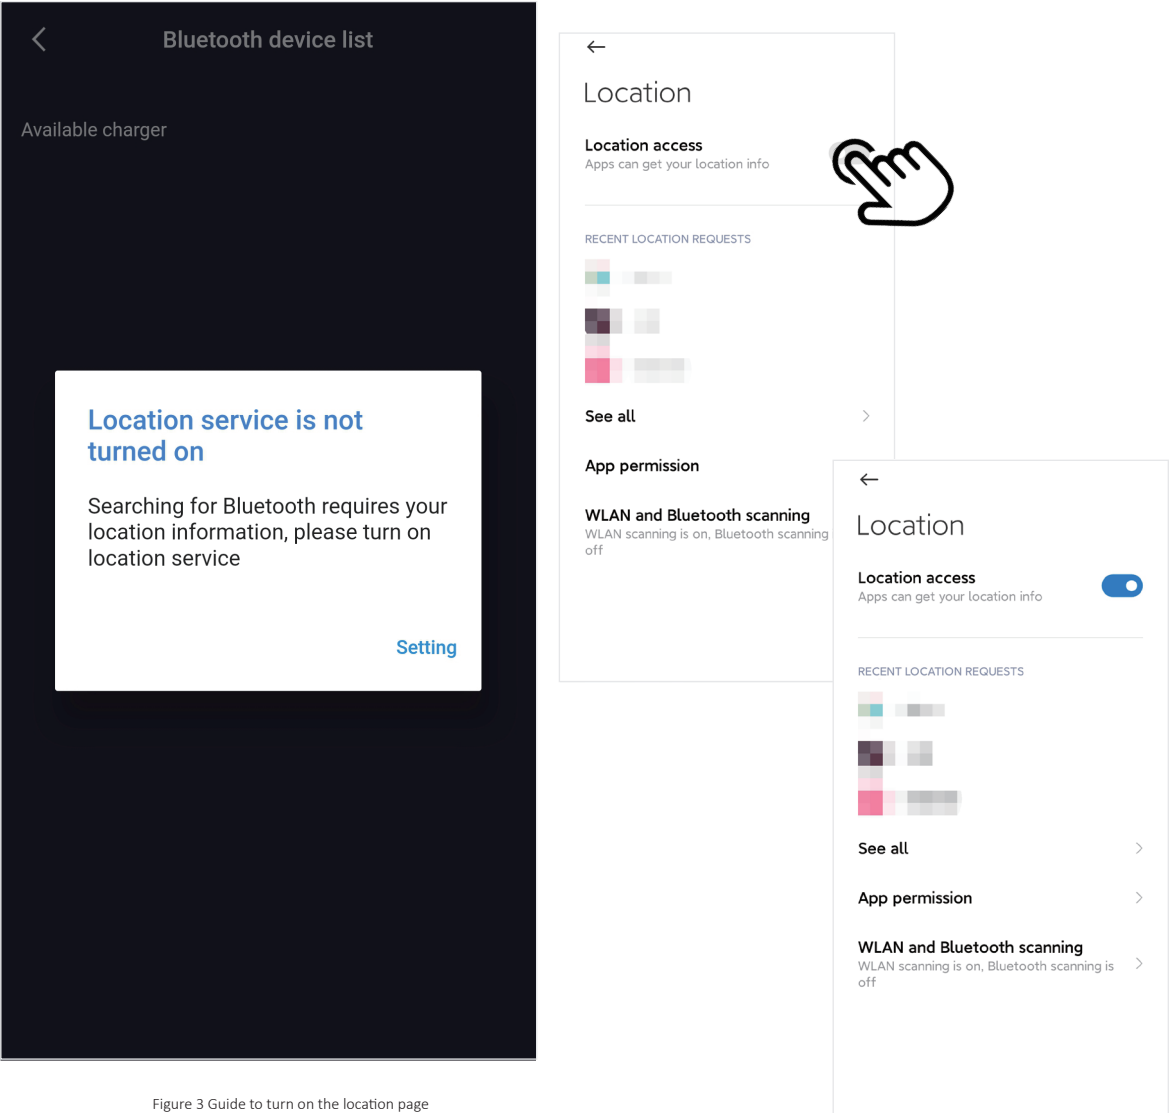 Bluetooth device list
Available charger
Location service is not
turned on
Searching for Bluetooth requires your
location information, please turn on
location service
Setting
Location
Location access
Apps can get your location info
RECENT LOCATION REQUESTS
See all
App permission
WLAN and Bluetooth scanning
WLAN scanning is on, Bluetooth scanning
off
Location
Location access
Apps can get your location info
RECENT LOCATION REQUESTS
See all
App permission
WLAN and Bluetooth scanning
WLAN scanning is on, Bluetooth scanning is
off
Figure 3 Guide to turn on the location page